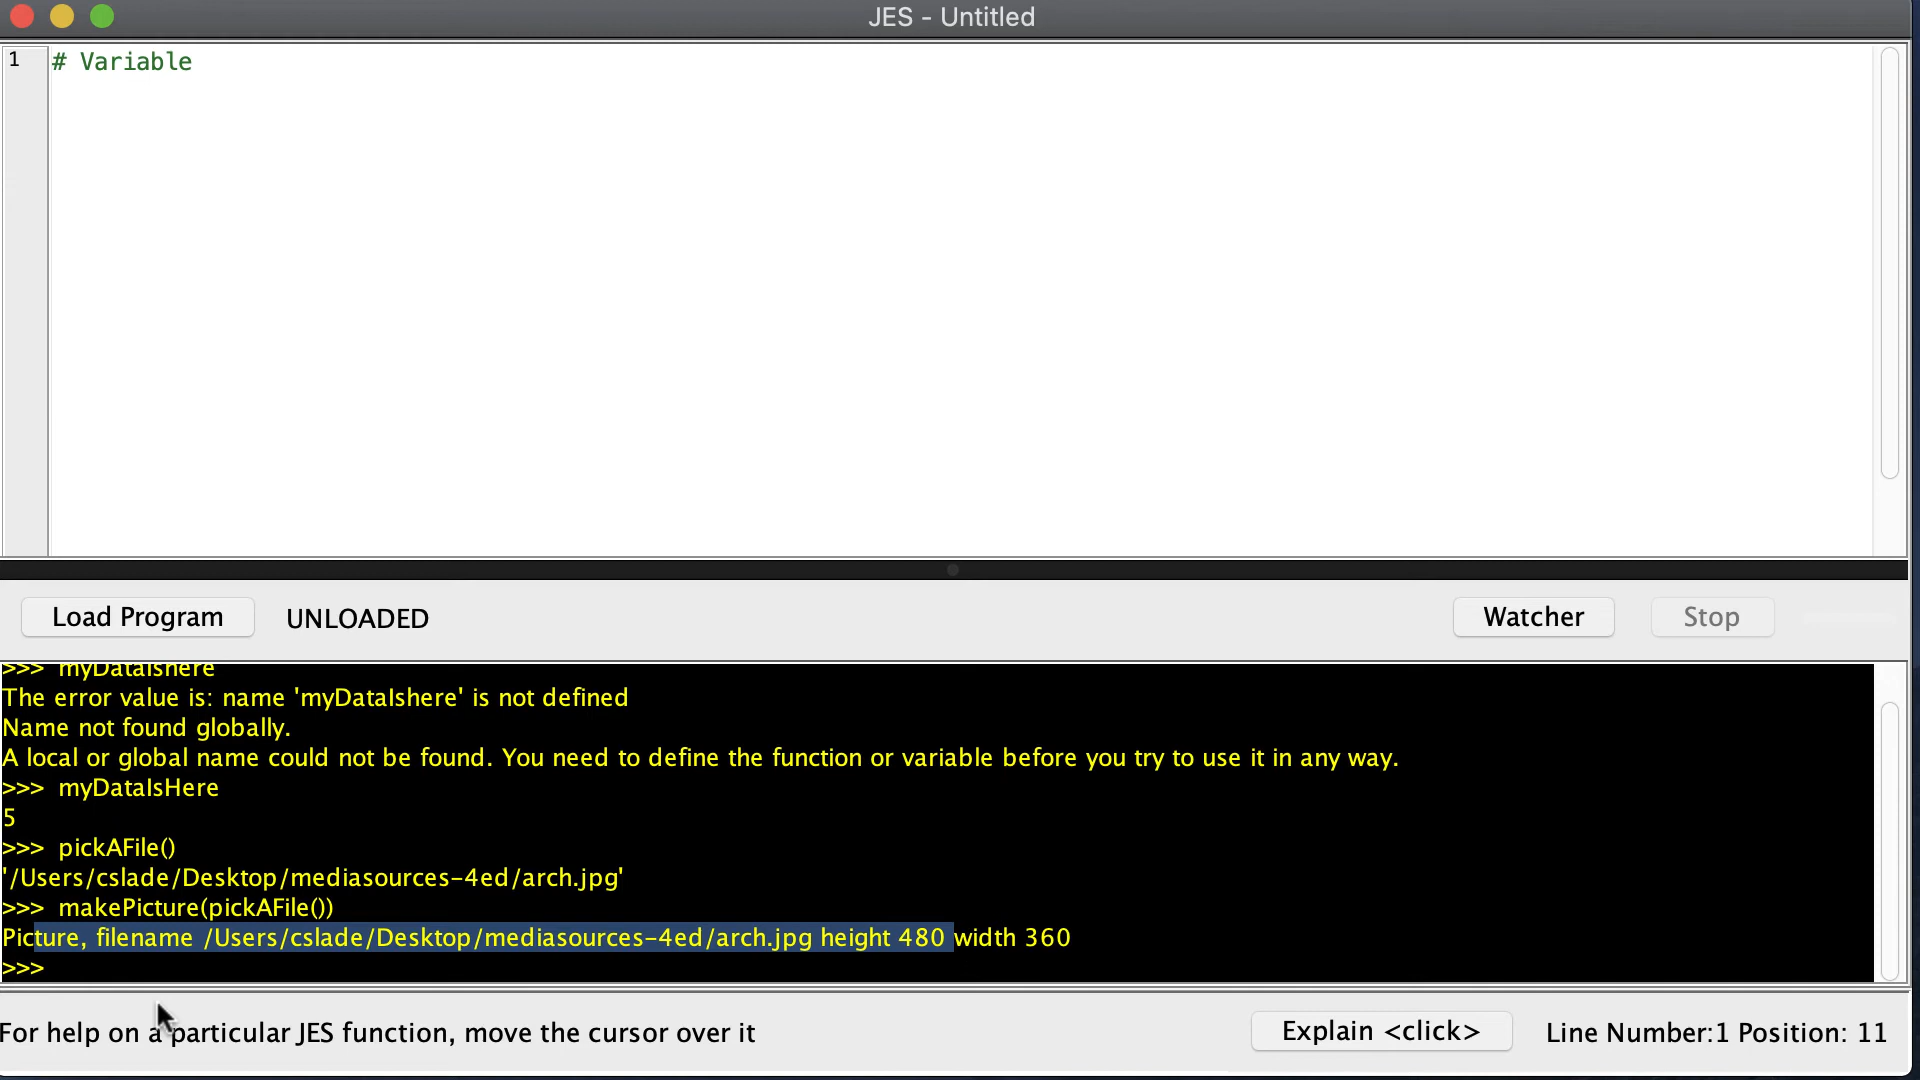 JES - Untitled
1 # Variable
Load Program UNLOADED Watcher Stop
>>> myDataIshere
The error value is: name 'myDataIshere' is not defined
Name not found globally.
A local or global name could not be found. You need to define the function or variable before you try to use it in any way.
>>> myDataIsHere
5
>>> pickAFile()
'/Users/cslade/Desktop/mediasources-4ed/arch.jpg'
>>> makePicture(pickAFile())
Picture, filename /Users/cslade/Desktop/mediasources-4ed/arch.jpg height 480 width 360
>>>
For help on a particular JES function, move the cursor over it Explain <click> Line Number:1 Position: 11